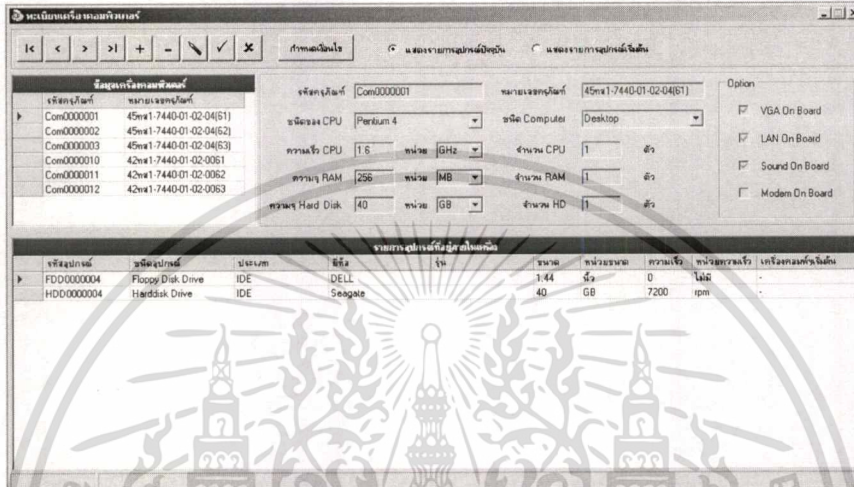 ทะเบียนเครื่องคอมพิวเตอร์
กำหนดเงื่อนไข แสดงรายการอุปกรณ์ปัจจุบัน แสดงรายการอุปกรณ์เริ่มต้น
ข้อมูลเครื่องคอมพิวเตอร์
รหัสครุภัณฑ์ หมายเลขครุภัณฑ์
Com0000001 45ทส1-7440-01-02-04(61)
Com0000002 45ทส1-7440-01-02-04(62)
Com0000003 45ทส1-7440-01-02-04(63)
Com0000010 42ทส1-7440-01-02-0061
Com0000011 42ทส1-7440-01-02-0062
Com0000012 42ทส1-7440-01-02-0063
รหัสครุภัณฑ์ Com0000001 หมายเลขครุภัณฑ์ 45ทส1-7440-01-02-04(61)
ชนิดของ CPU Pentium 4 ชนิด Computer Desktop
ความเร็ว CPU 1.6 หน่วย GHz จำนวน CPU 1 ตัว
ความจุ RAM 256 หน่วย MB จำนวน RAM 1 ตัว
ความจุ Hard Disk 40 หน่วย GB จำนวน HD 1 ตัว
Option
VGA On Board
LAN On Board
Sound On Board
Modem On Board
รายการอุปกรณ์ที่อยู่ภายในเครื่อง
รหัสอุปกรณ์ ชนิดอุปกรณ์ ประเภท ยี่ห้อ รุ่น ขนาด หน่วยขนาด ความเร็ว หน่วยความเร็ว เครื่องคอมพ์ฯเริ่มต้น
FDD0000004 Floppy Disk Drive IDE DELL 1.44 นิ้ว 0 ไม่มี -
HDD0000004 Harddisk Drive IDE Seagate 40 GB 7200 rpm -